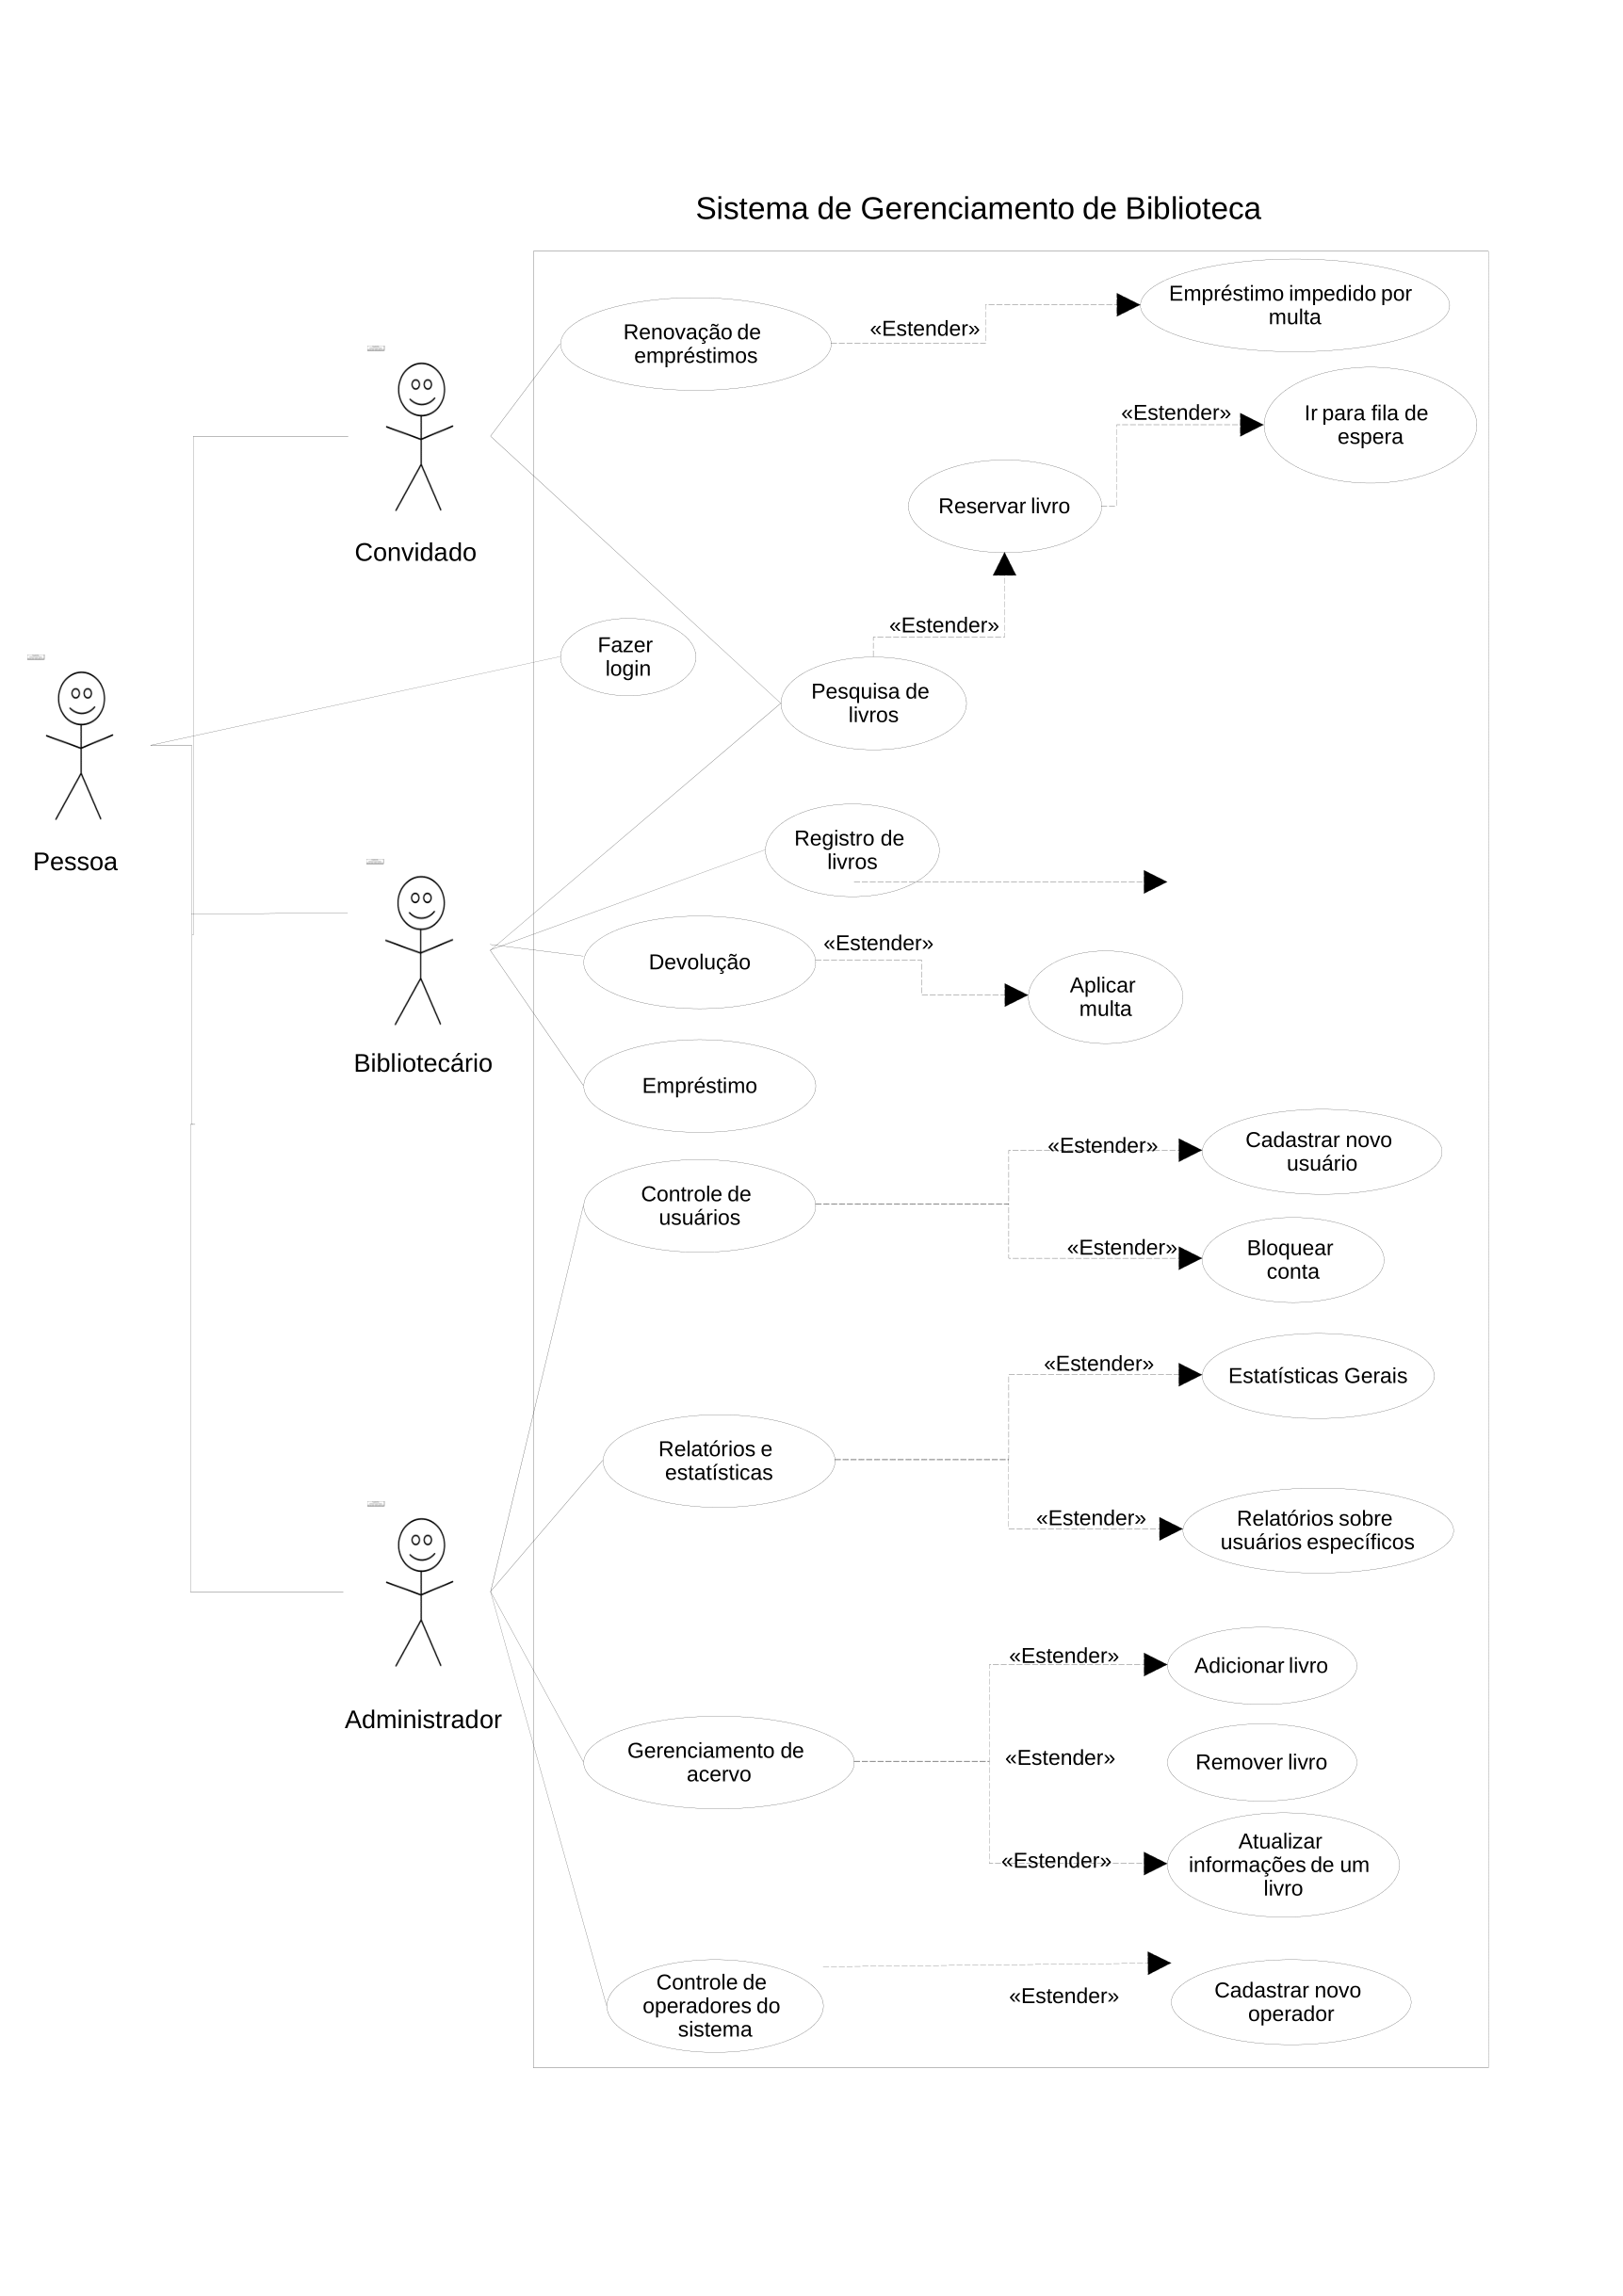 Sistema de Gerenciamento de Biblioteca
Renovação de
empréstimos
«Estender»
Empréstimo impedido por
multa
Convidado
Reservar livro
«Estender»
Ir para fila de
espera
«Estender»
Pessoa
Fazer
login
Pesquisa de
livros
Registro de
livros
Bibliotecário
Devolução
«Estender»
Aplicar
multa
Empréstimo
Controle de
usuários
«Estender»
Cadastrar novo
usuário
«Estender»
Bloquear
conta
Relatórios e
estatísticas
«Estender»
Estatísticas Gerais
«Estender»
Relatórios sobre
usuários específicos
Administrador
Gerenciamento de
acervo
«Estender»
Adicionar livro
«Estender»
Remover livro
«Estender»
Atualizar
informações de um
livro
Controle de
operadores do
sistema
«Estender»
Cadastrar novo
operador